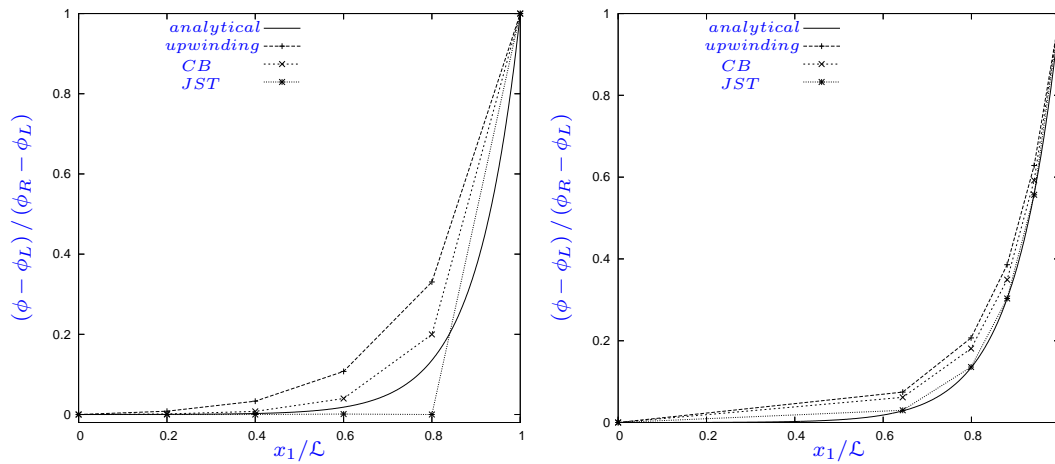 analytical
upwinding
CB
JST
1
0.8
0.6
0.4
0.2
0
0 0.2 0.4 0.6 0.8 1
(ϕ − ϕ_L) / (ϕ_R − ϕ_L)
x_1/ℒ
analytical
upwinding
CB
JST
1
0.8
0.6
0.4
0.2
0
0 0.2 0.4 0.6 0.8 1
(ϕ − ϕ_L) / (ϕ_R − ϕ_L)
x_1/ℒ